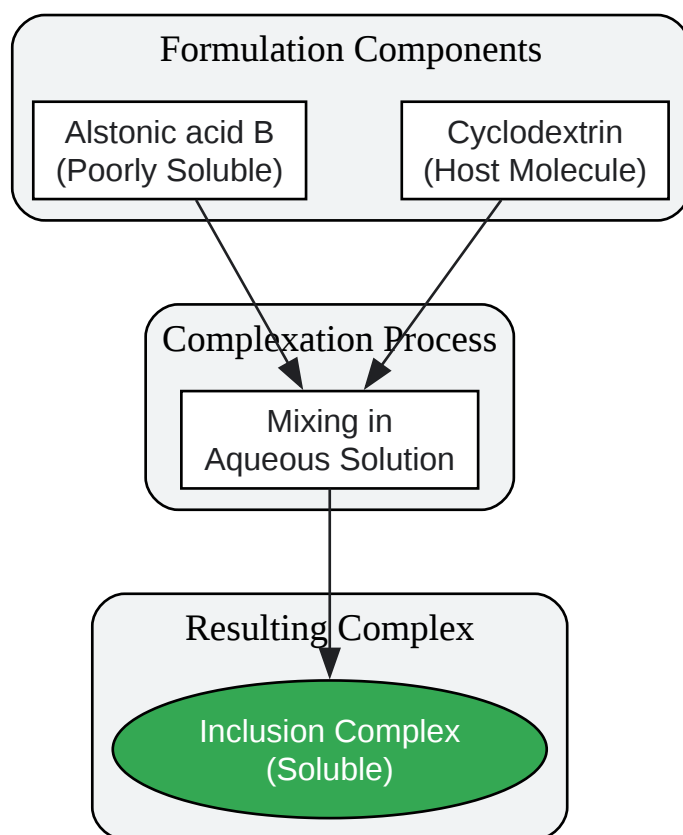 Formulation Components
Alstonic acid B
(Poorly Soluble)
Cyclodextrin
(Host Molecule)
Complexation Process
Mixing in
Aqueous Solution
Resulting Complex
Inclusion Complex
(Soluble)